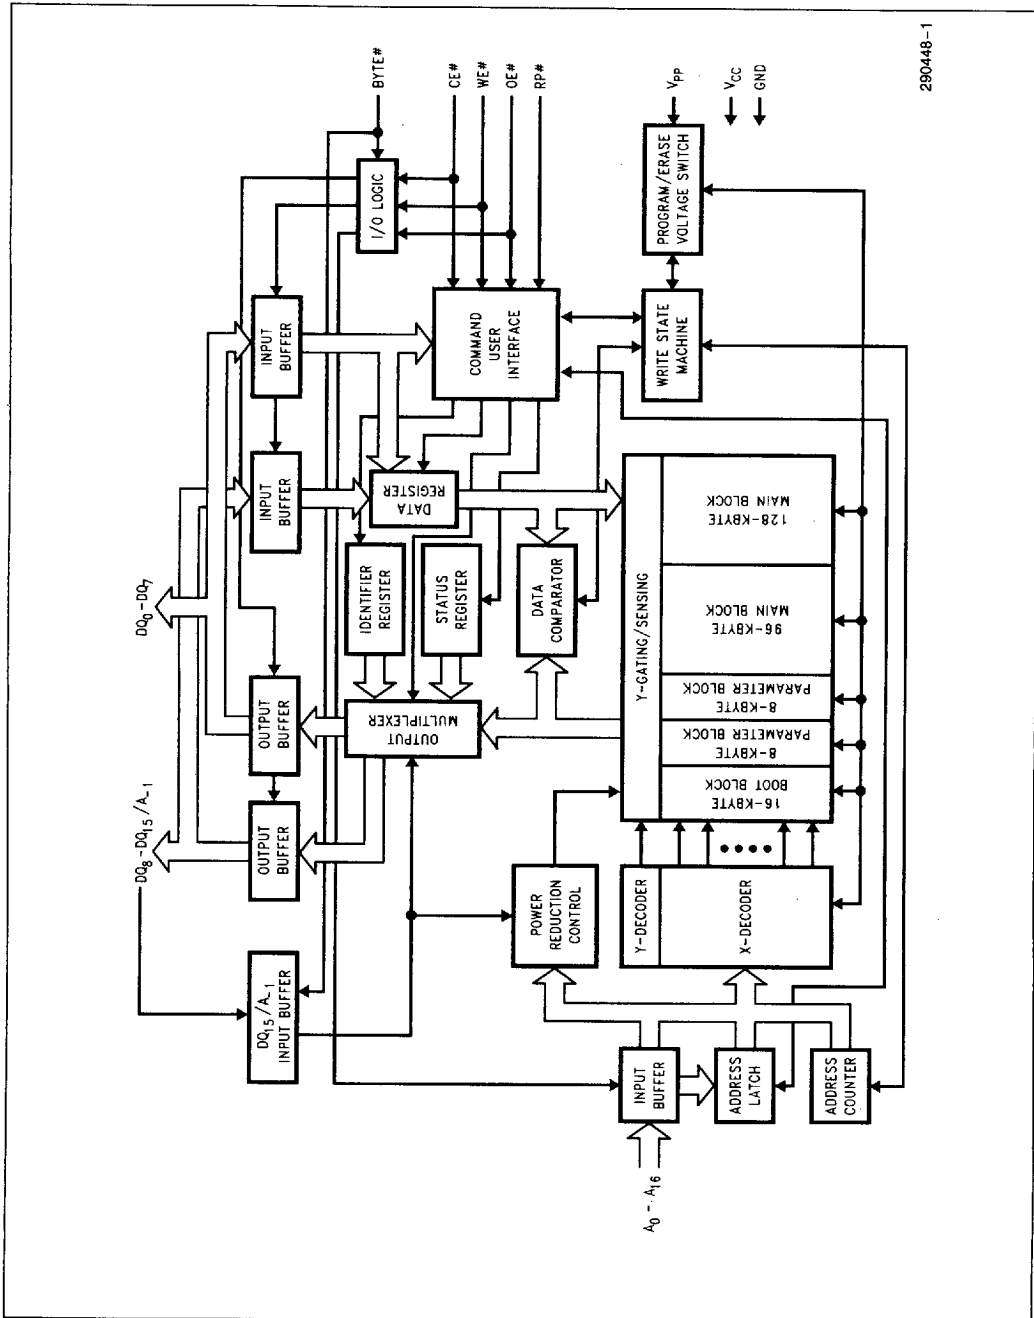 DQ8-DQ15/A-1
DQ0-DQ7
DQ15/A-1
INPUT BUFFER
OUTPUT
BUFFER
OUTPUT
BUFFER
INPUT
BUFFER
INPUT
BUFFER
I/O LOGIC
BYTE#
CE#
WE#
OE#
RP#
OUTPUT
MULTIPLEXER
IDENTIFIER
REGISTER
STATUS
REGISTER
DATA
REGISTER
COMMAND
USER
INTERFACE
POWER
REDUCTION
CONTROL
DATA
COMPARATOR
A0-A16
INPUT
BUFFER
ADDRESS
LATCH
ADDRESS
COUNTER
Y-DECODER
X-DECODER
Y-GATING/SENSING
16-KBYTE
BOOT BLOCK
8-KBYTE
PARAMETER BLOCK
8-KBYTE
PARAMETER BLOCK
96-KBYTE
MAIN BLOCK
128-KBYTE
MAIN BLOCK
WRITE STATE
MACHINE
PROGRAM/ERASE
VOLTAGE SWITCH
VPP
VCC
GND
290448-1